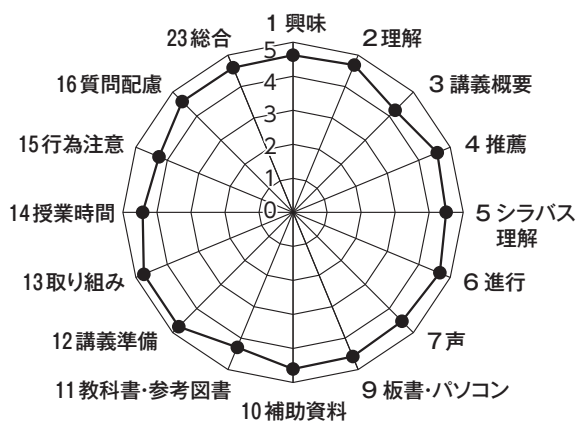 1 興味
2 理解
3 講義概要
4 推薦
5 シラバス
理解
6 進行
7 声
9 板書・パソコン
10 補助資料
11 教科書・参考図書
12 講義準備
13 取り組み
14 授業時間
15 行為注意
16 質問配慮
23 総合
5
4
3
2
1
0